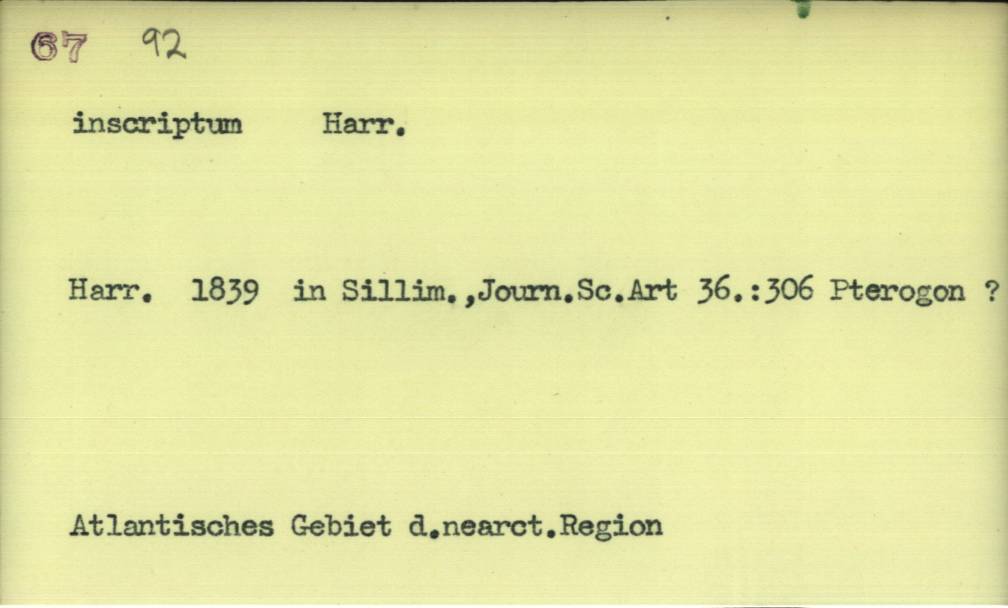 67 92
inscriptum Harr.
Harr. 1839 in Sillim.,Journ.Sc.Art 36.:306 Pterogon ?
Atlantisches Gebiet d.nearct.Region